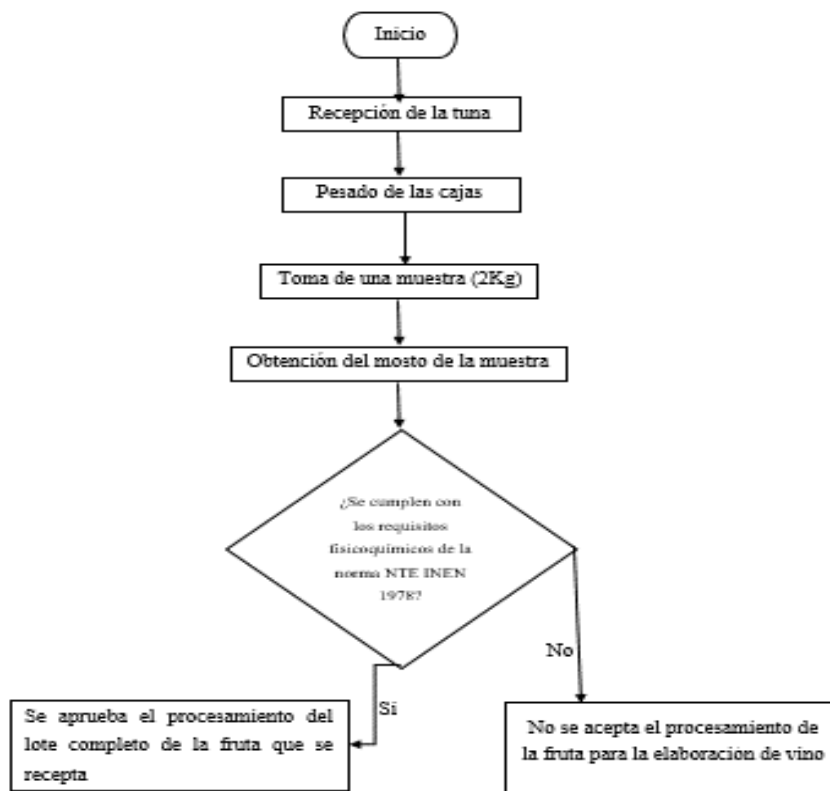 Inicio
Recepción de la tuna
Pesado de las cajas
Toma de una muestra (2Kg)
Obtención del mosto de la muestra
¿Se cumplen con
los requisitos
fisicoquímicos de la
norma NTE INEN
1978?
No
Si
Se aprueba el procesamiento del
lote completo de la fruta que se
recepta
No se acepta el procesamiento de
la fruta para la elaboración de vino